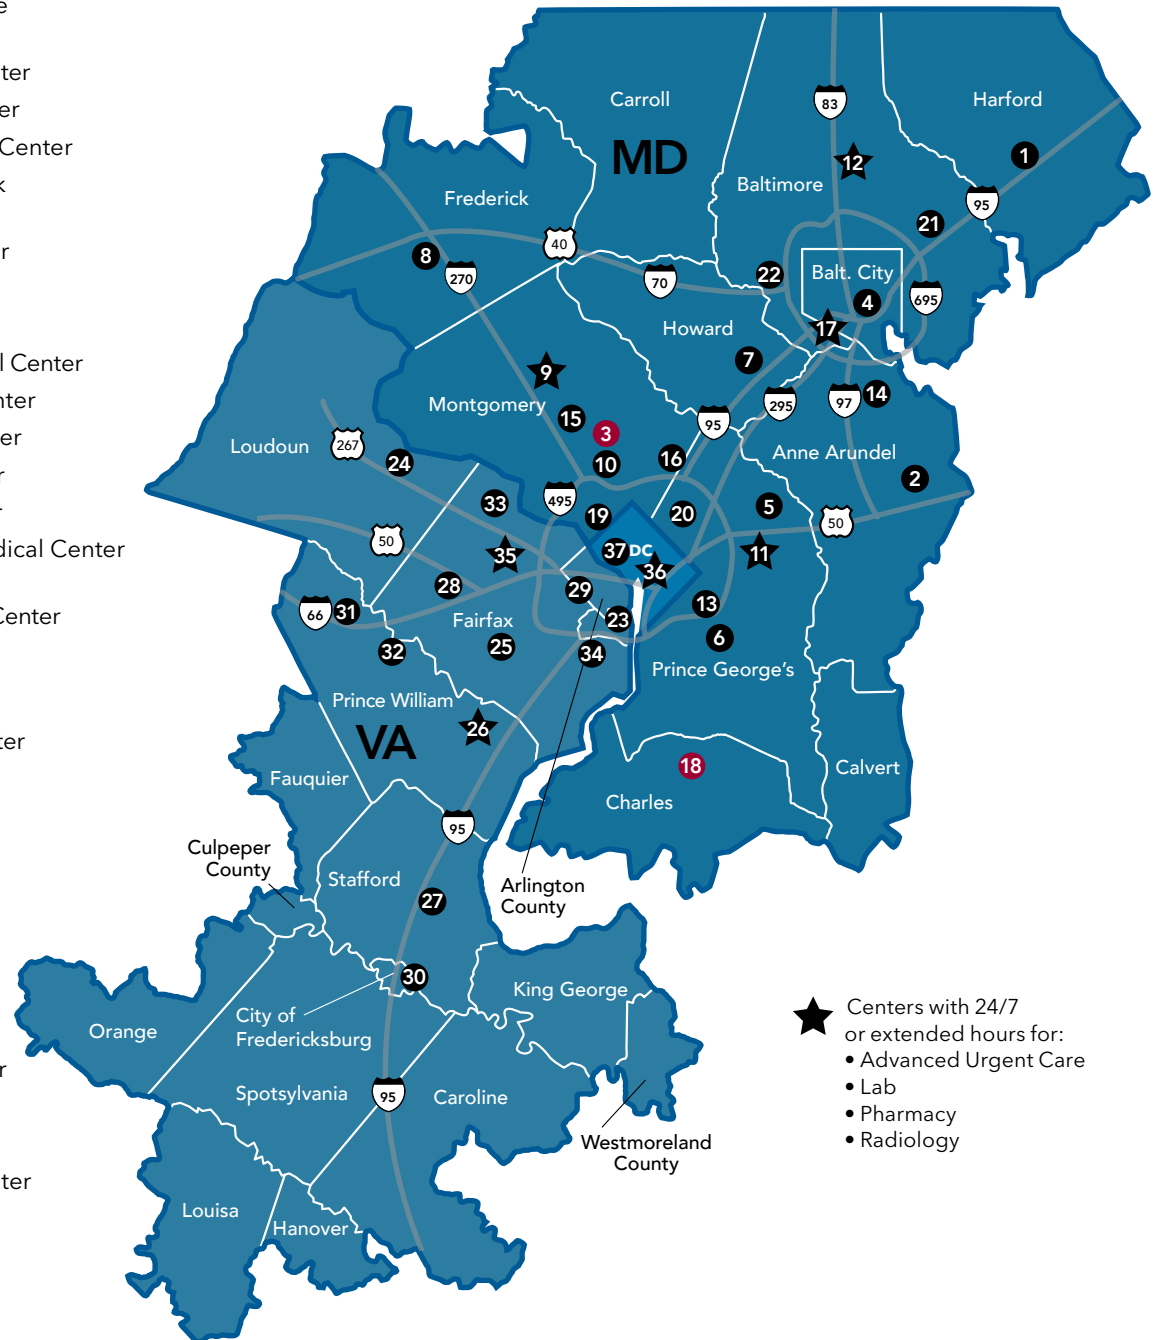 ter
er
Center
r
l Center
nter
er
r
dical Center
Center
ter
r
ter
Carroll
MD
83
Harford
12
1
Baltimore
Frederick
95
21
40
8
270
70
22
Balt. City
4
695
17
Howard
7
9
Montgomery
15
3
295
97
14
95
Loudoun
267
24
10
16
Anne Arundel
2
33
495
19
20
5
50
50
35
37
DC
36
11
28
29
13
66
31
Fairfax
23
6
32
25
34
Prince George’s
Prince William
VA
26
18
Calvert
Fauquier
Charles
95
Culpeper
County
Stafford
Arlington
County
27
30
King George
City of
Fredericksburg
Orange
Spotsylvania
95
Caroline
Westmoreland
County
Louisa
Hanover
Centers with 24/7
or extended hours for:
• Advanced Urgent Care
• Lab
• Pharmacy
• Radiology